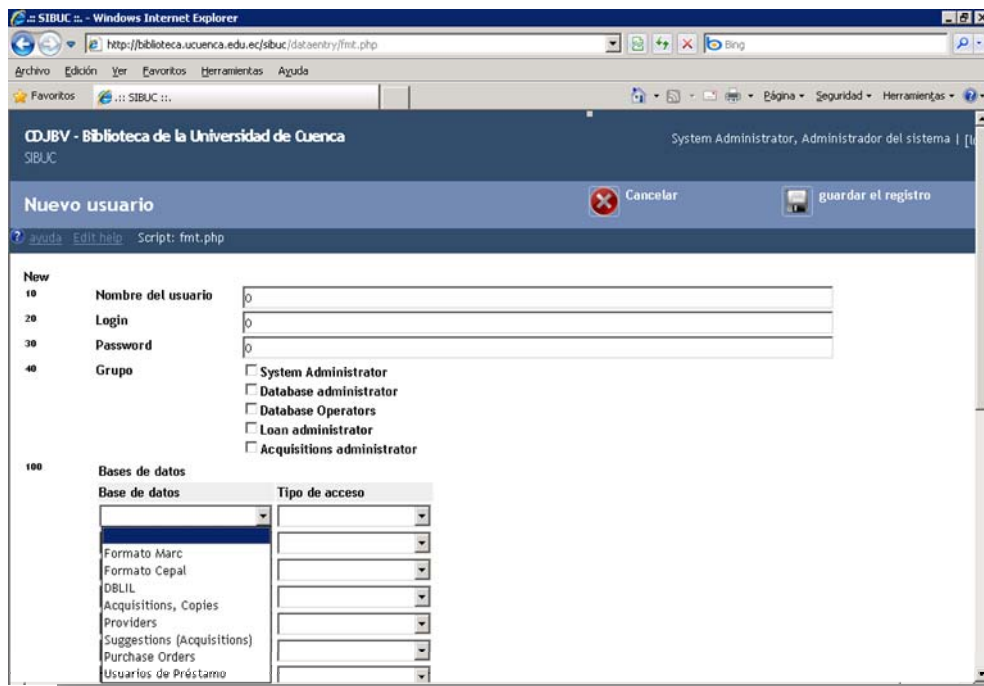 .:: SIBUC ::. - Windows Internet Explorer
http://biblioteca.ucuenca.edu.ec/sibuc/dataentry/fmt.php
Bing
Archivo Edición Ver Favoritos Herramientas Ayuda
Favoritos .:: SIBUC ::. Página Seguridad Herramientas
CDJBV - Biblioteca de la Universidad de Cuenca
System Administrator, Administrador del sistema | [lo
SIBUC
Nuevo usuario
Cancelar
guardar el registro
ayuda Edit help Script: fmt.php
New
10 Nombre del usuario 0
20 Login 0
30 Password 0
40 Grupo System Administrator
Database administrator
Database Operators
Loan administrator
Acquisitions administrator
100 Bases de datos
Base de datos Tipo de acceso
Formato Marc
Formato Cepal
DBLIL
Acquisitions, Copies
Providers
Suggestions (Acquisitions)
Purchase Orders
Usuarios de Préstamo